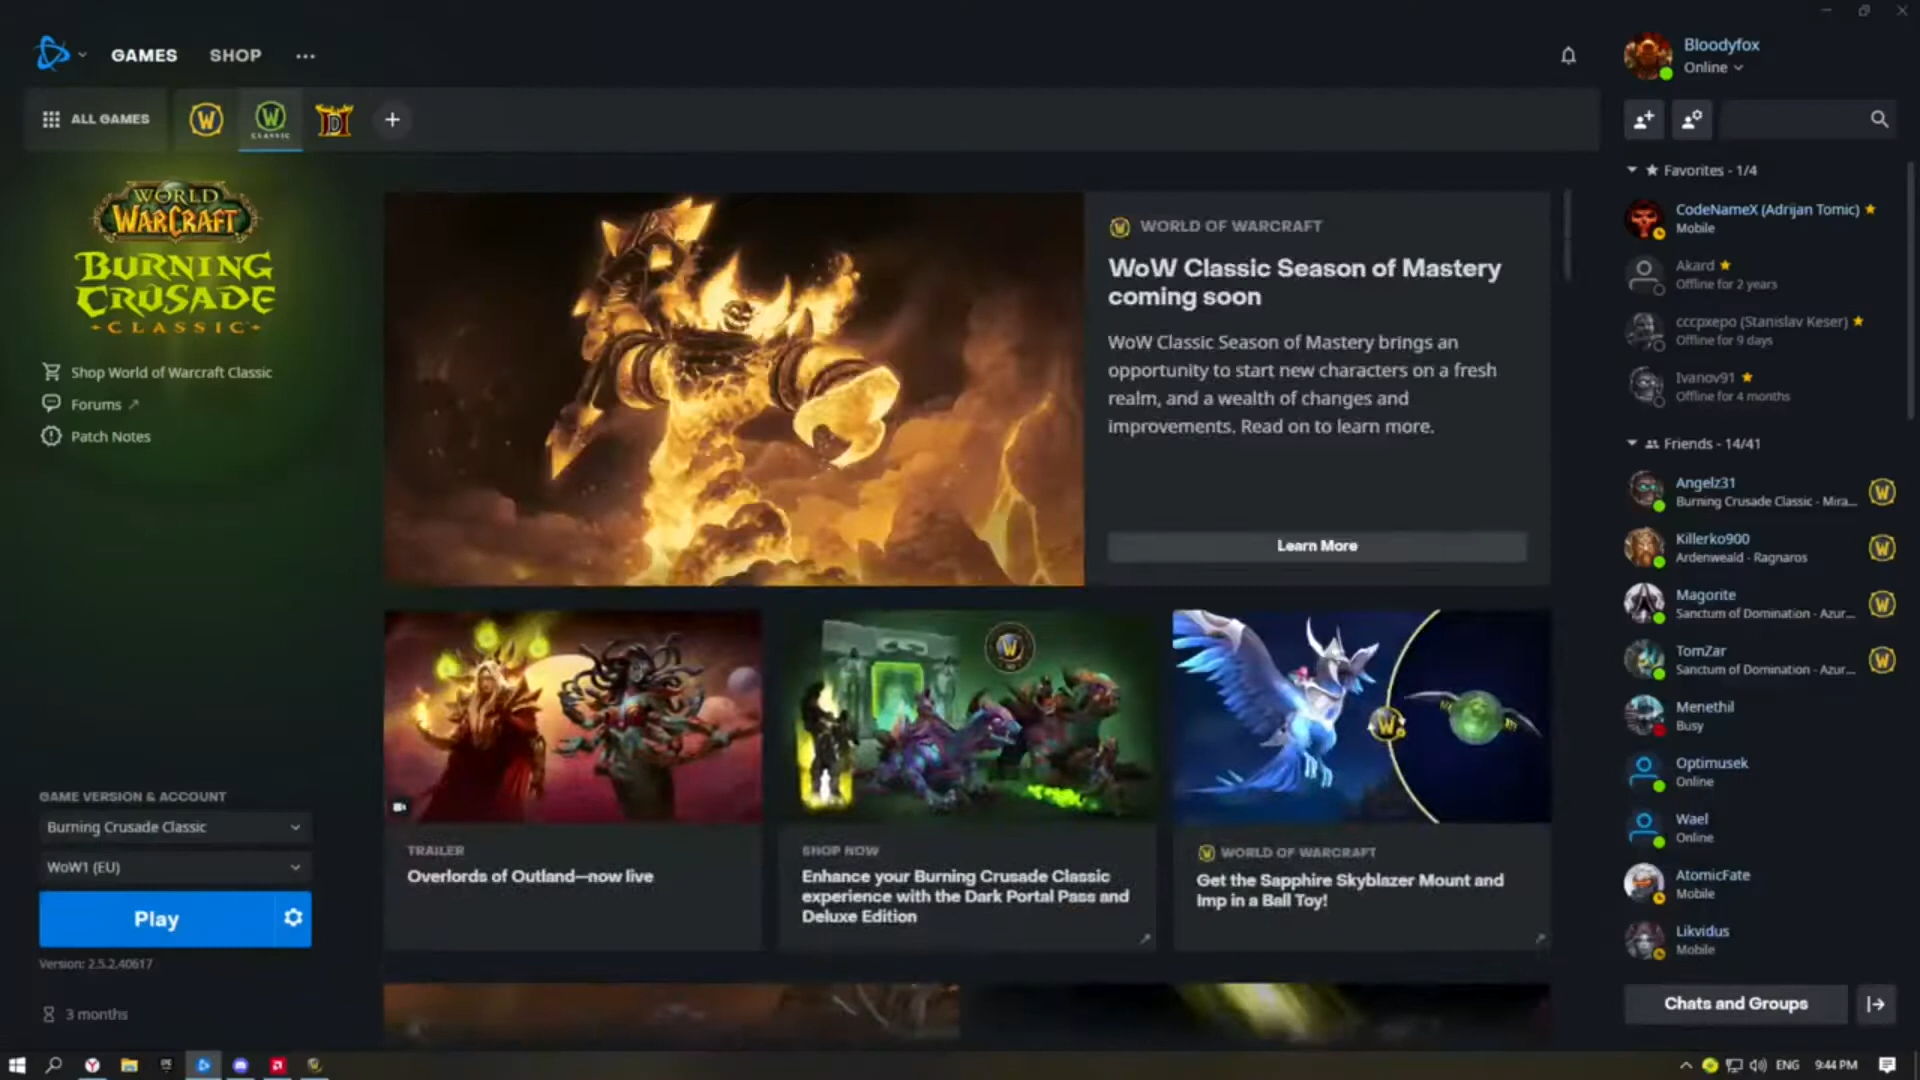 GAMES
SHOP
Bloodyfox
Online
ALL GAMES
W
W
CLASSIC
D
WORLD
WARCRAFT
BURNING
CRUSADE
CLASSIC
Shop World of Warcraft Classic
Forums
Patch Notes
GAME VERSION & ACCOUNT
Burning Crusade Classic
WoW1 (EU)
Play
Version: 2.5.2.40617
3 months
WORLD OF WARCRAFT
WoW Classic Season of Mastery
coming soon
WoW Classic Season of Mastery brings an
opportunity to start new characters on a fresh
realm, and a wealth of changes and
improvements. Read on to learn more.
Learn More
TRAILER
Overlords of Outland—now live
SHOP NOW
Enhance your Burning Crusade Classic
experience with the Dark Portal Pass and
Deluxe Edition
WORLD OF WARCRAFT
Get the Sapphire Skyblazer Mount and
Imp in a Ball Toy!
Favorites - 1/4
CodeNameX (Adrijan Tomic)
Mobile
Akard
Offline for 2 years
cccpxepo (Stanislav Keser)
Offline for 9 days
Ivanov91
Offline for 4 months
Friends - 14/41
Angelz31
Burning Crusade Classic - Mira...
Killerko900
Ardenweald - Ragnaros
Magorite
Sanctum of Domination - Azur...
TomZar
Sanctum of Domination - Azur...
Menethil
Busy
Optimusek
Online
Wael
Online
AtomicFate
Mobile
Likvidus
Mobile
Chats and Groups
ENG
9:44 PM